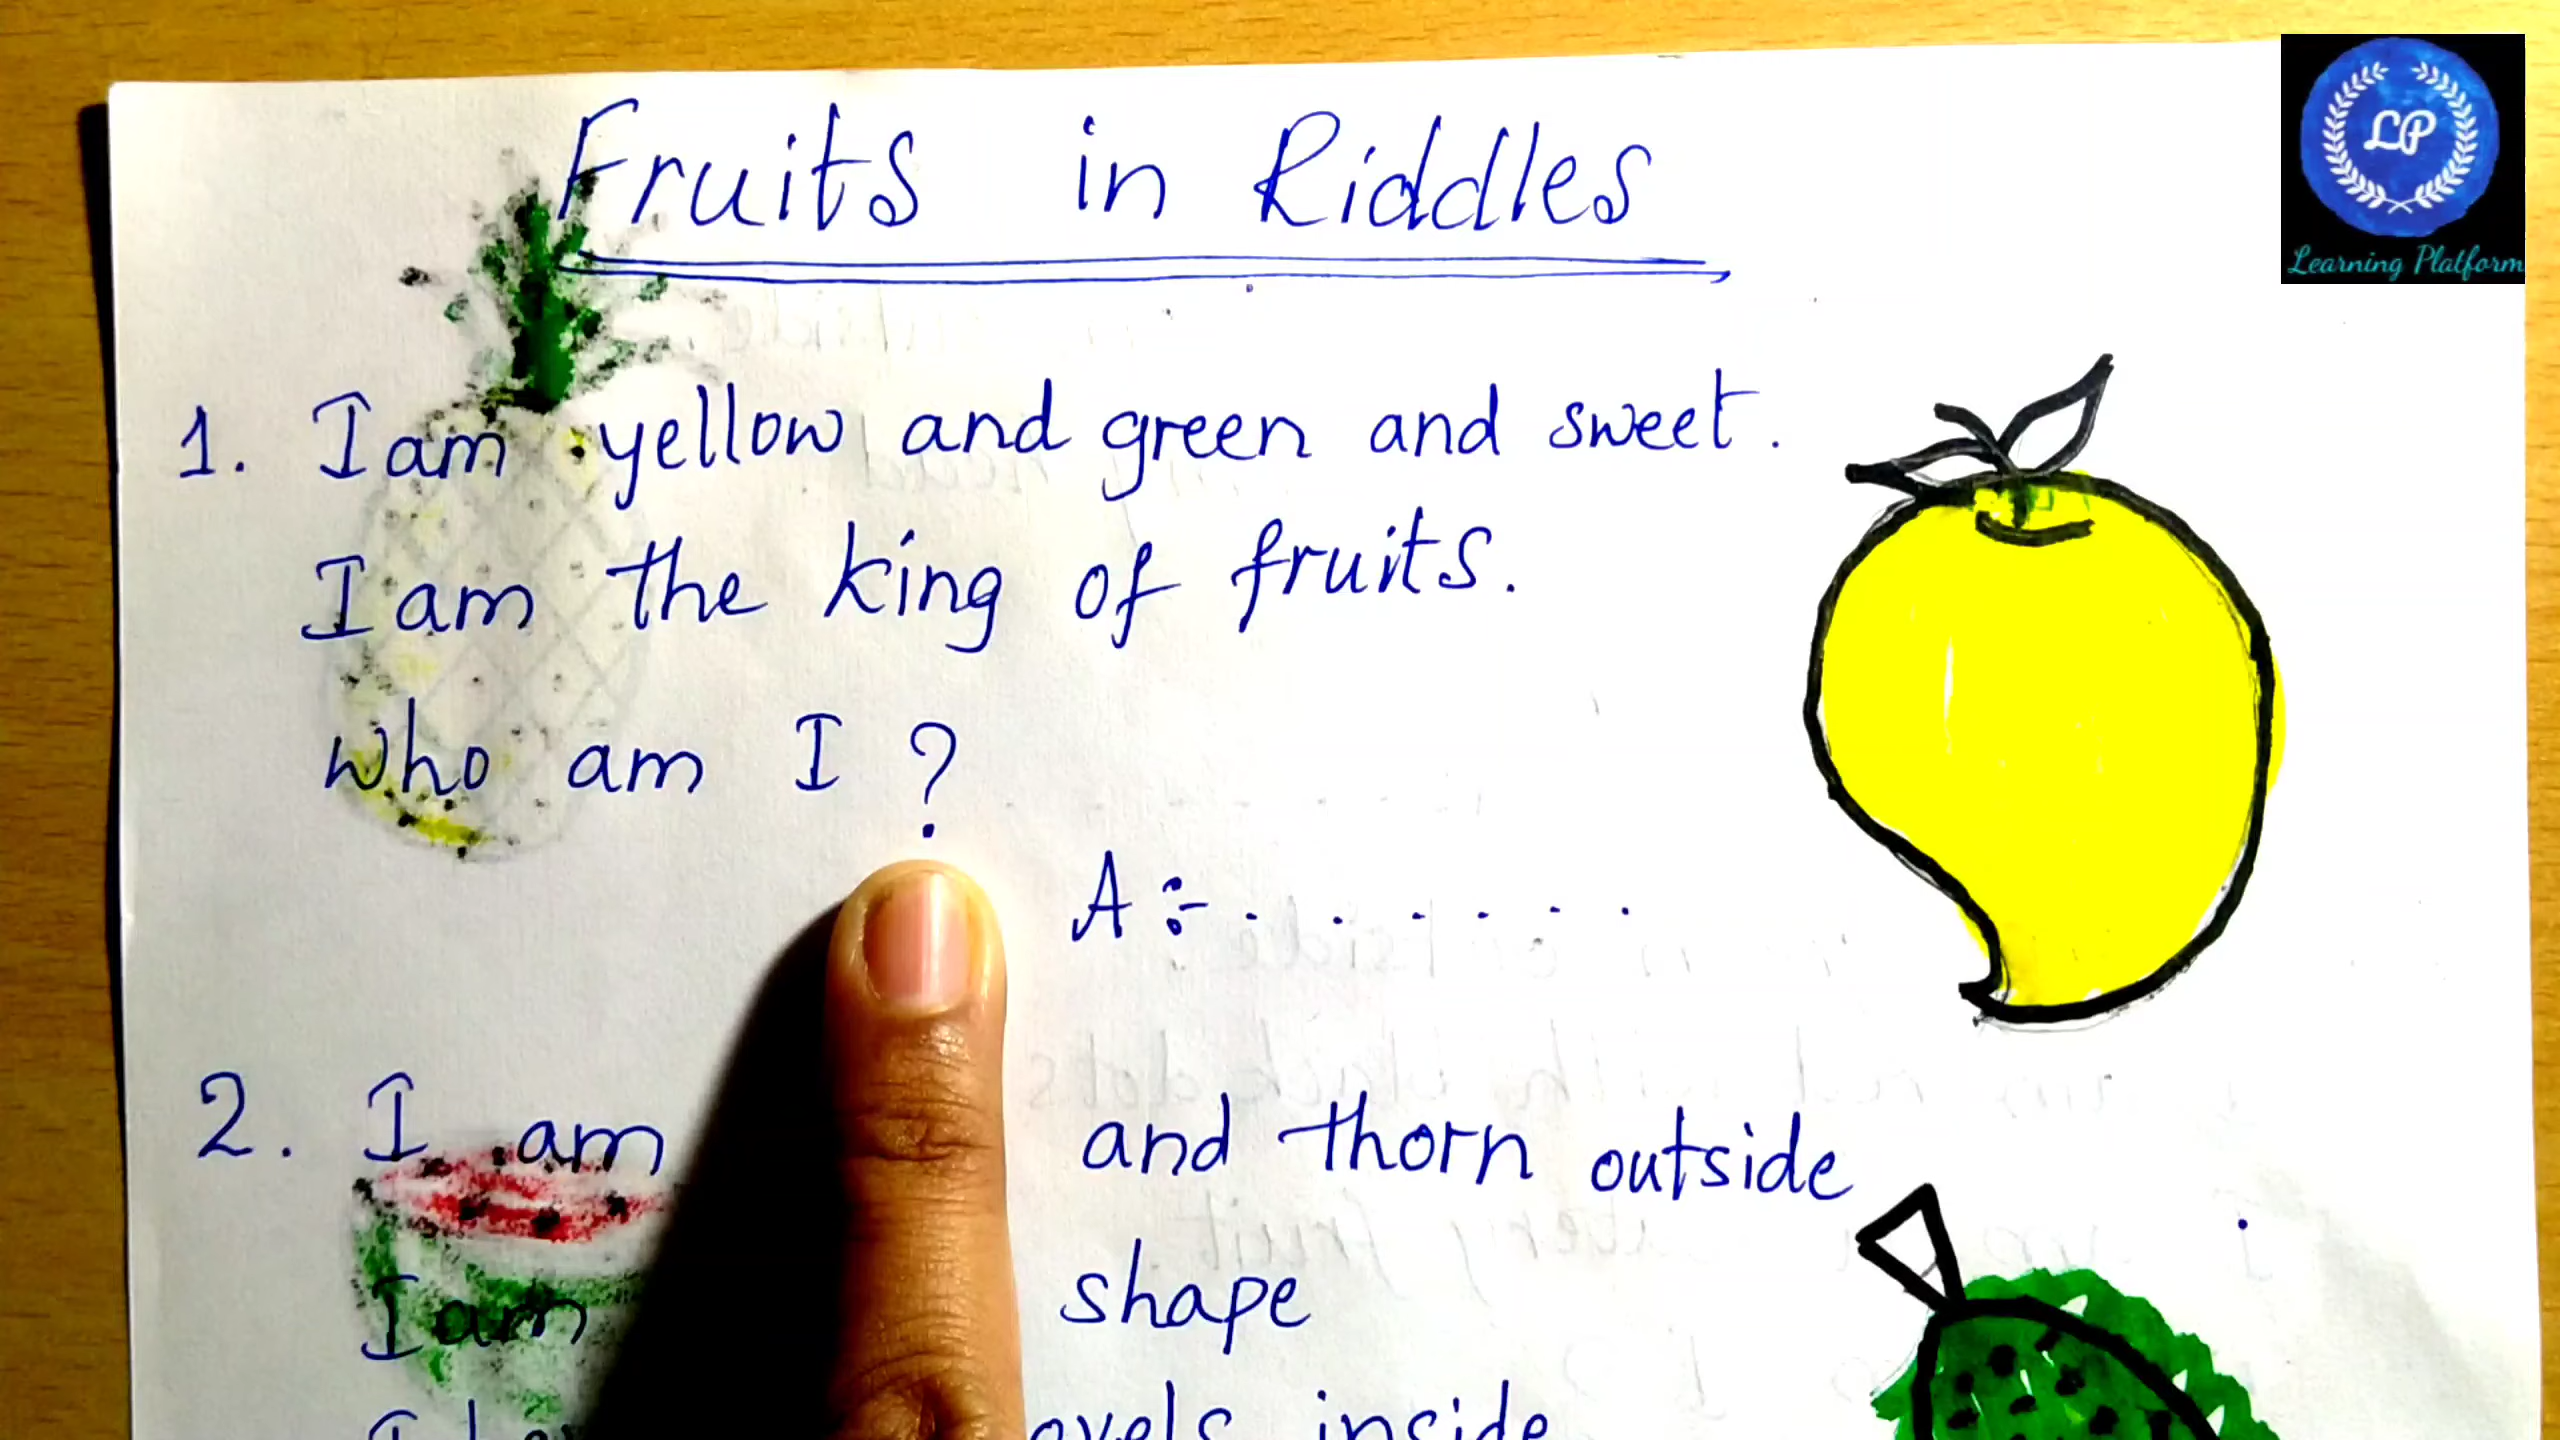 Fruits in Riddles
LP
Learning Platform
1. I am yellow and green and sweet.
I am the king of fruits.
who am I ?
A :- . . . . . .
2. I am and thorn outside
I am shape
I inside